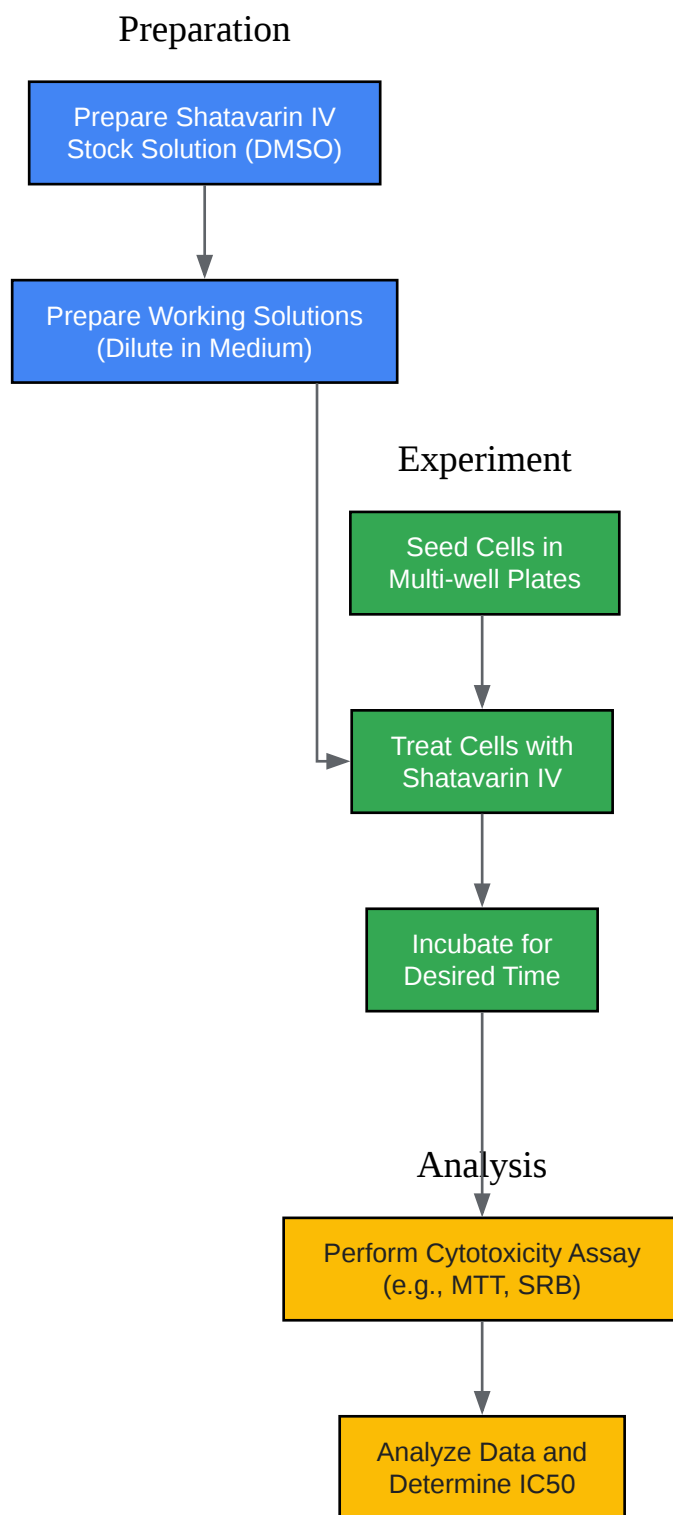 Preparation
Prepare Shatavarin IV
Stock Solution (DMSO)
Prepare Working Solutions
(Dilute in Medium)
Experiment
Seed Cells in
Multi-well Plates
Treat Cells with
Shatavarin IV
Incubate for
Desired Time
Analysis
Perform Cytotoxicity Assay
(e.g., MTT, SRB)
Analyze Data and
Determine IC50